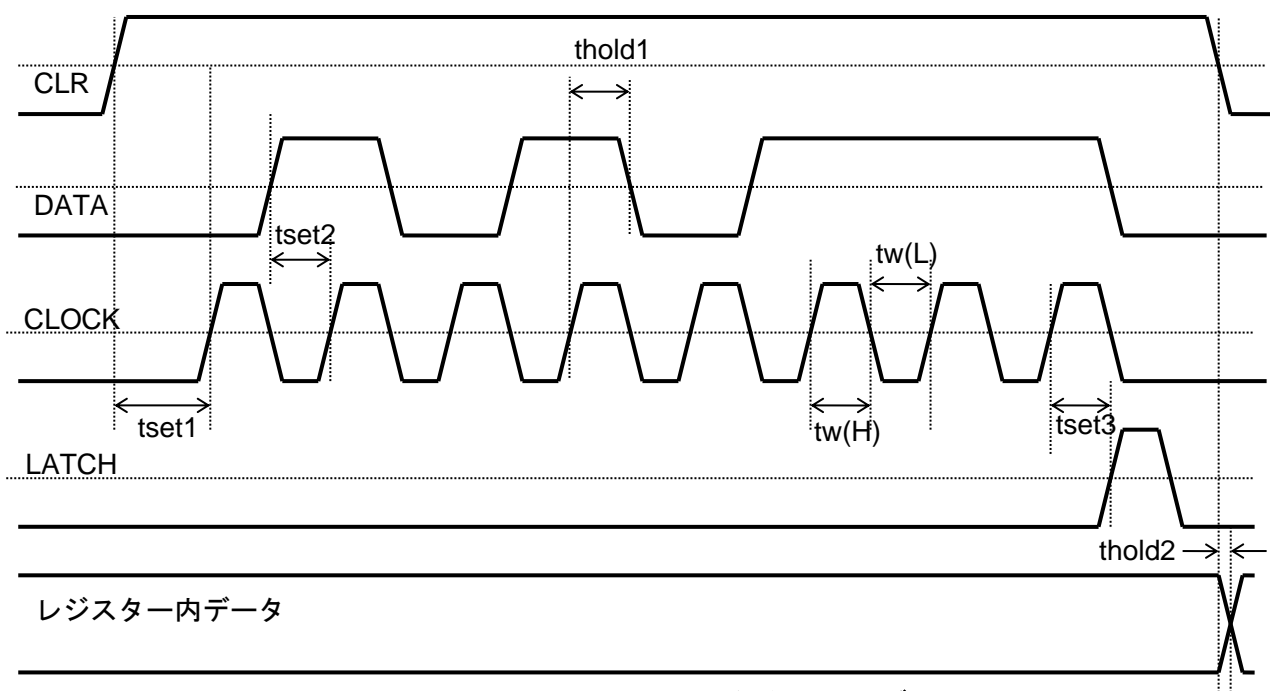 thold1
CLR
DATA
tset2
tw(L)
CLOCK
tset1
tw(H)
tset3
LATCH
thold2
レジスター内データ